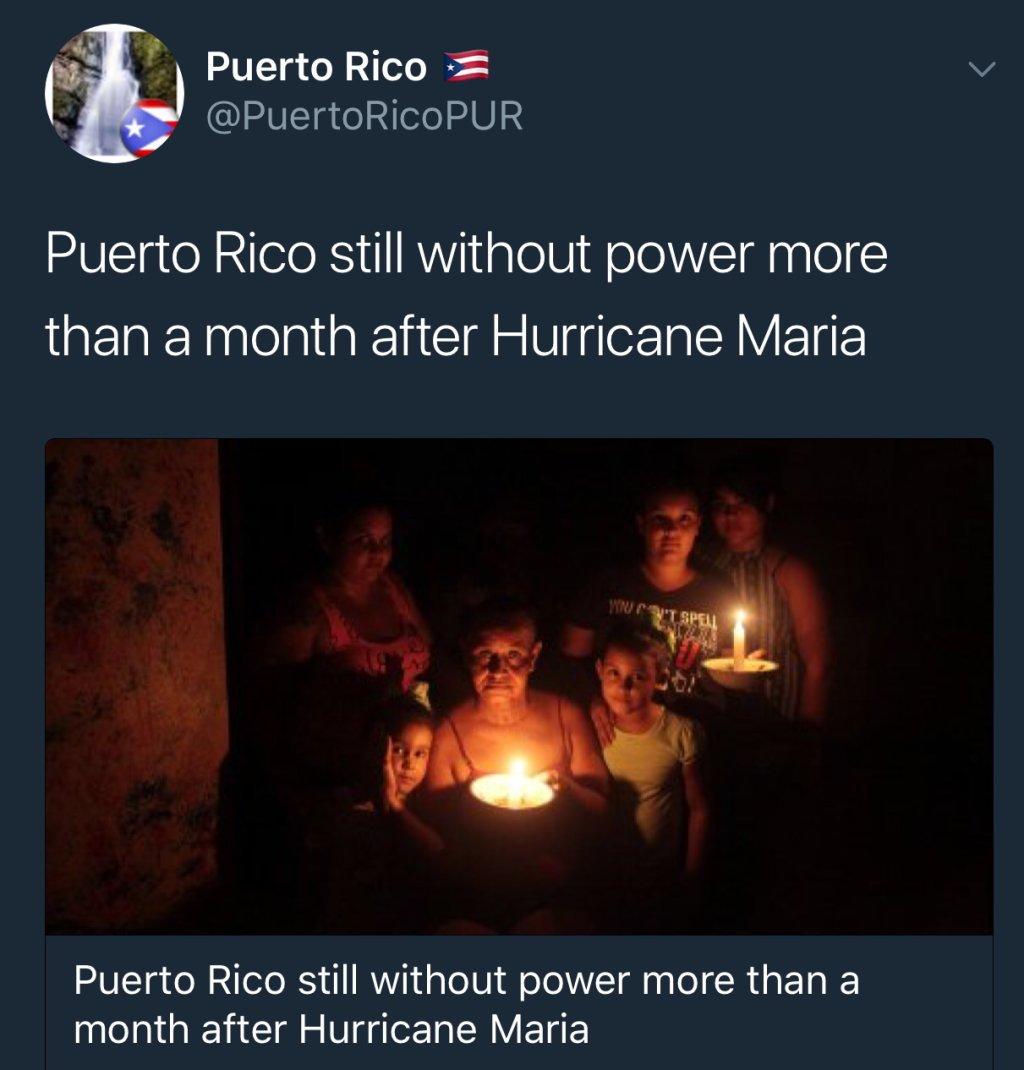 Puerto Rico 🇵🇷
@PuertoRicoPUR
Puerto Rico still without power more
than a month after Hurricane Maria
YOU CAN'T SPELL
Puerto Rico still without power more than a
month after Hurricane Maria